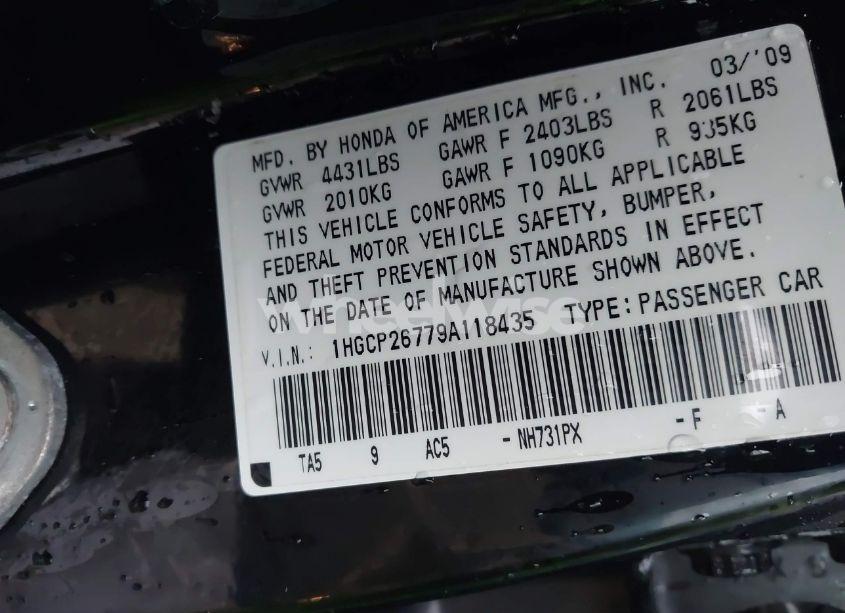 MFD. BY HONDA OF AMERICA MFG., INC. 03/'09
GVWR 4431LBS GAWR F 2403LBS R 2061LBS
GVWR 2010KG GAWR F 1090KG R 935KG
THIS VEHICLE CONFORMS TO ALL APPLICABLE
FEDERAL MOTOR VEHICLE SAFETY, BUMPER,
AND THEFT PREVENTION STANDARDS IN EFFECT
ON THE DATE OF MANUFACTURE SHOWN ABOVE.
wheelwise
V.I.N.: 1HGCP26779A118435 TYPE:PASSENGER CAR
TA5 9 AC5 -NH731PX -F -A